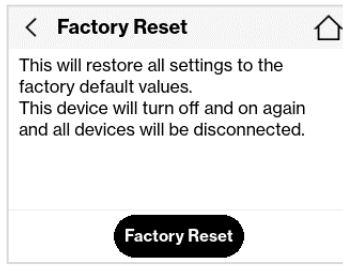 Factory Reset
This will restore all settings to the
factory default values.
This device will turn off and on again
and all devices will be disconnected.
Factory Reset